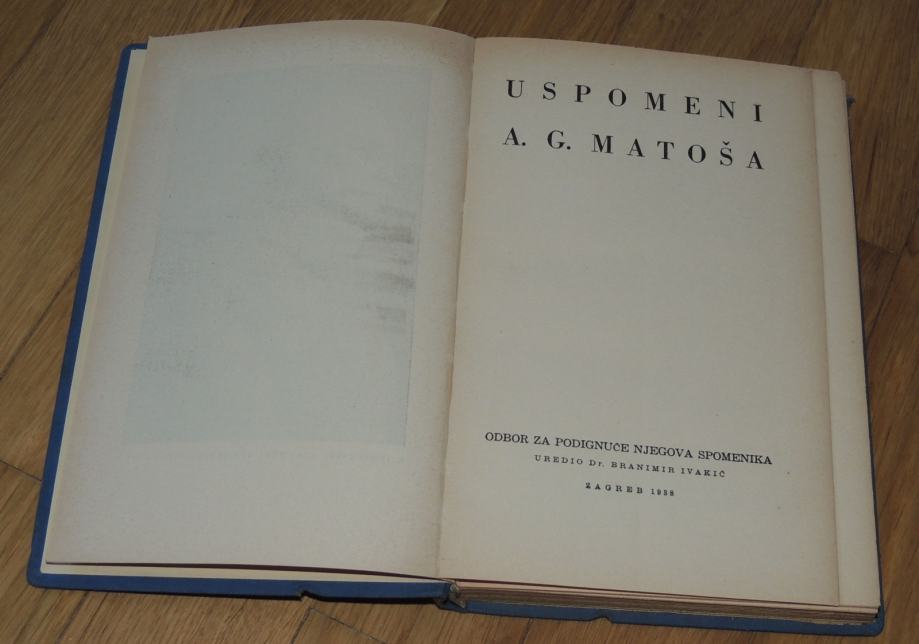 USPOMENI
A. G. MATOŠA
ODBOR ZA PODIGNUĆE NJEGOVA SPOMENIKA
UREDIO Dr. BRANIMIR IVAKIĆ
ZAGREB 1938